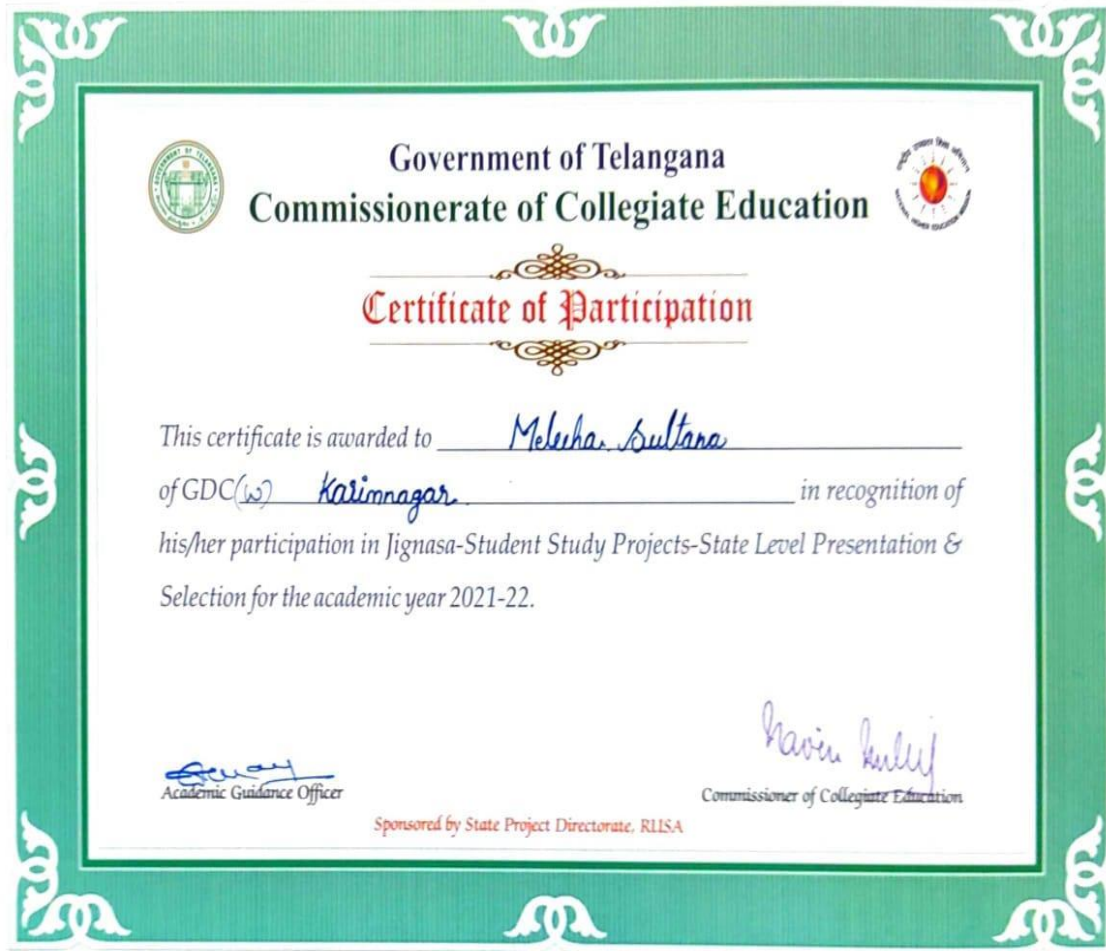 Government of Telangana
Commissionerate of Collegiate Education
Certificate of Participation
This certificate is awarded to Meleha Sultana
of GDC(W) Karimnagar in recognition of
his/her participation in Jignasa-Student Study Projects-State Level Presentation &
Selection for the academic year 2021-22.
Academic Guidance Officer
Commissioner of Collegiate Education
Sponsored by State Project Directorate, RUSA